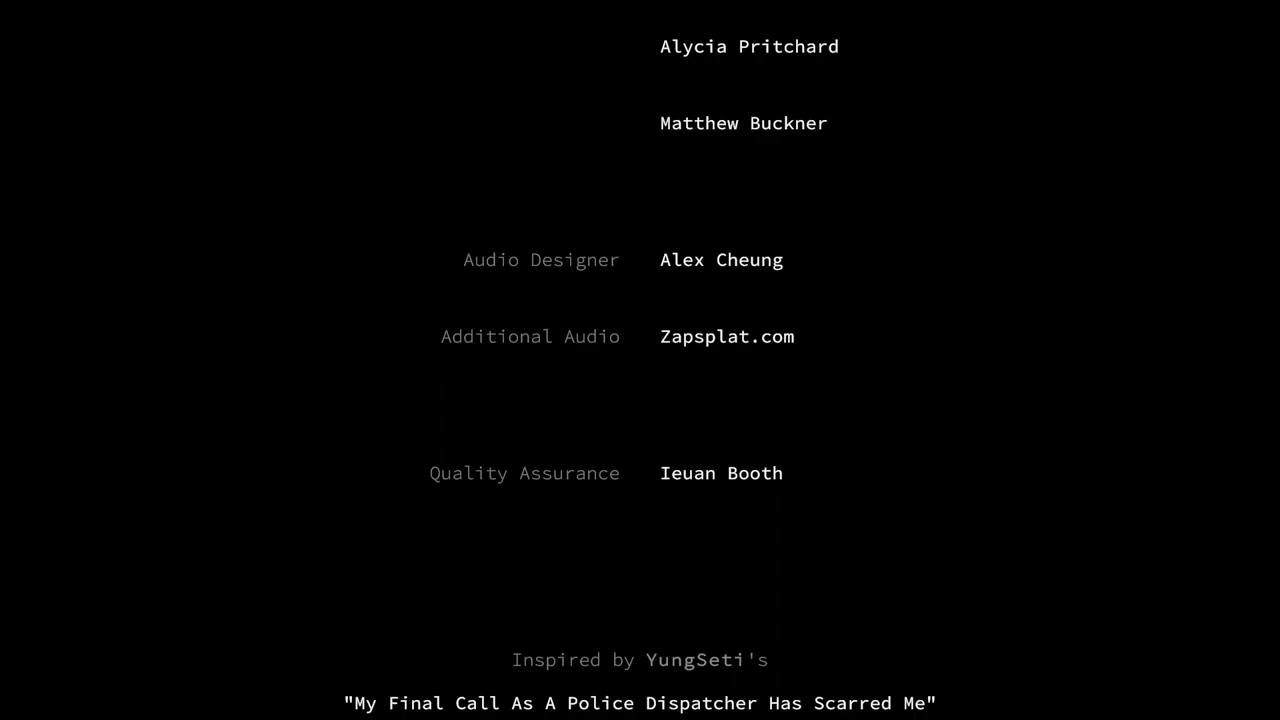 Alycia Pritchard
Matthew Buckner
Audio Designer Alex Cheung
Additional Audio Zapsplat.com
Quality Assurance Ieuan Booth
Inspired by YungSeti's
"My Final Call As A Police Dispatcher Has Scarred Me"